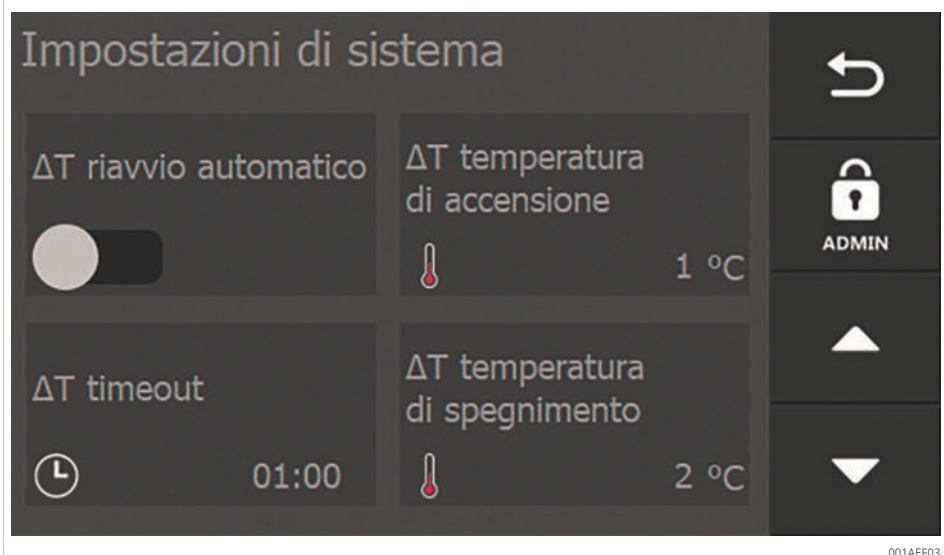 Impostazioni di sistema
ΔT riavvio automatico
ΔT temperatura
di accensione
1 °C
ADMIN
ΔT timeout
01:00
ΔT temperatura
di spegnimento
2 °C
001AFF03